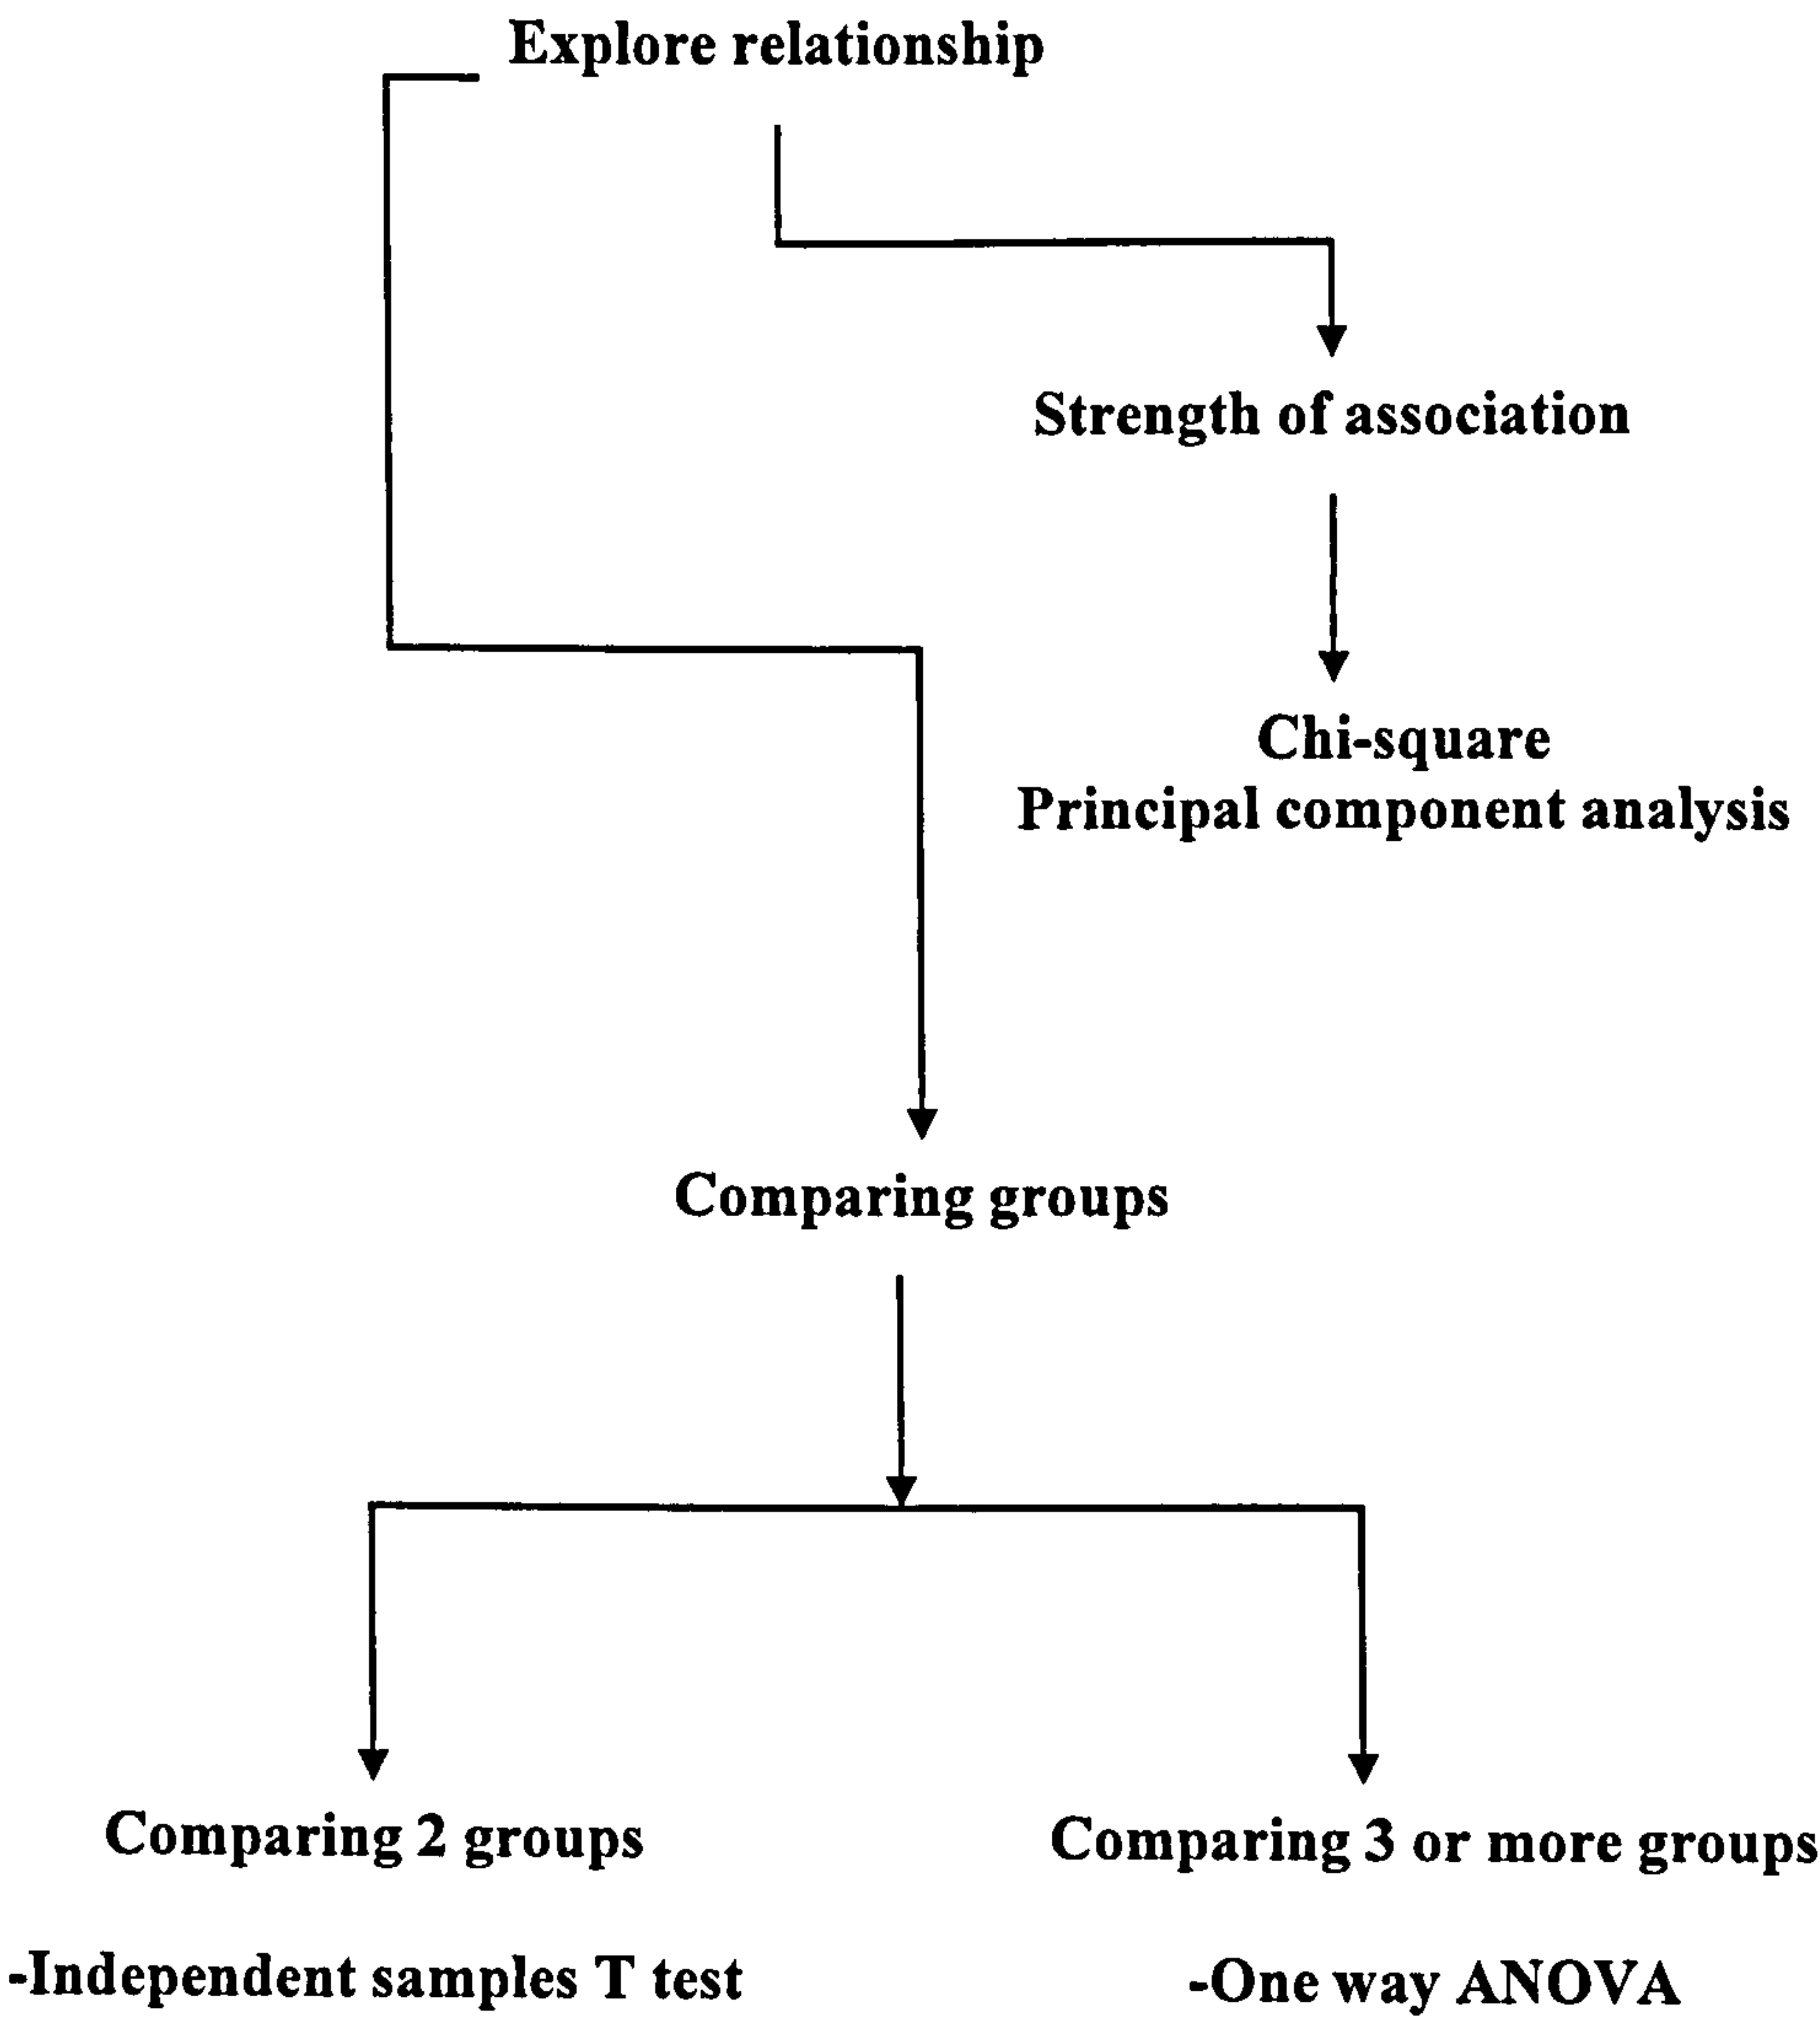 Explore relationship
Strength of association
Chi-square
Principal component analysis
Comparing groups
Comparing 2 groups
Comparing 3 or more groups
-Independent samples T test
-One way ANOVA